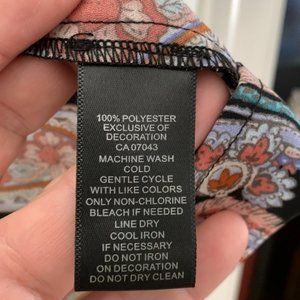 100% POLYESTER
EXCLUSIVE OF
DECORATION
CA 07043
MACHINE WASH
COLD
GENTLE CYCLE
WITH LIKE COLORS
ONLY NON-CHLORINE
BLEACH IF NEEDED
LINE DRY
COOL IRON
IF NECESSARY
DO NOT IRON
ON DECORATION
DO NOT DRY CLEAN